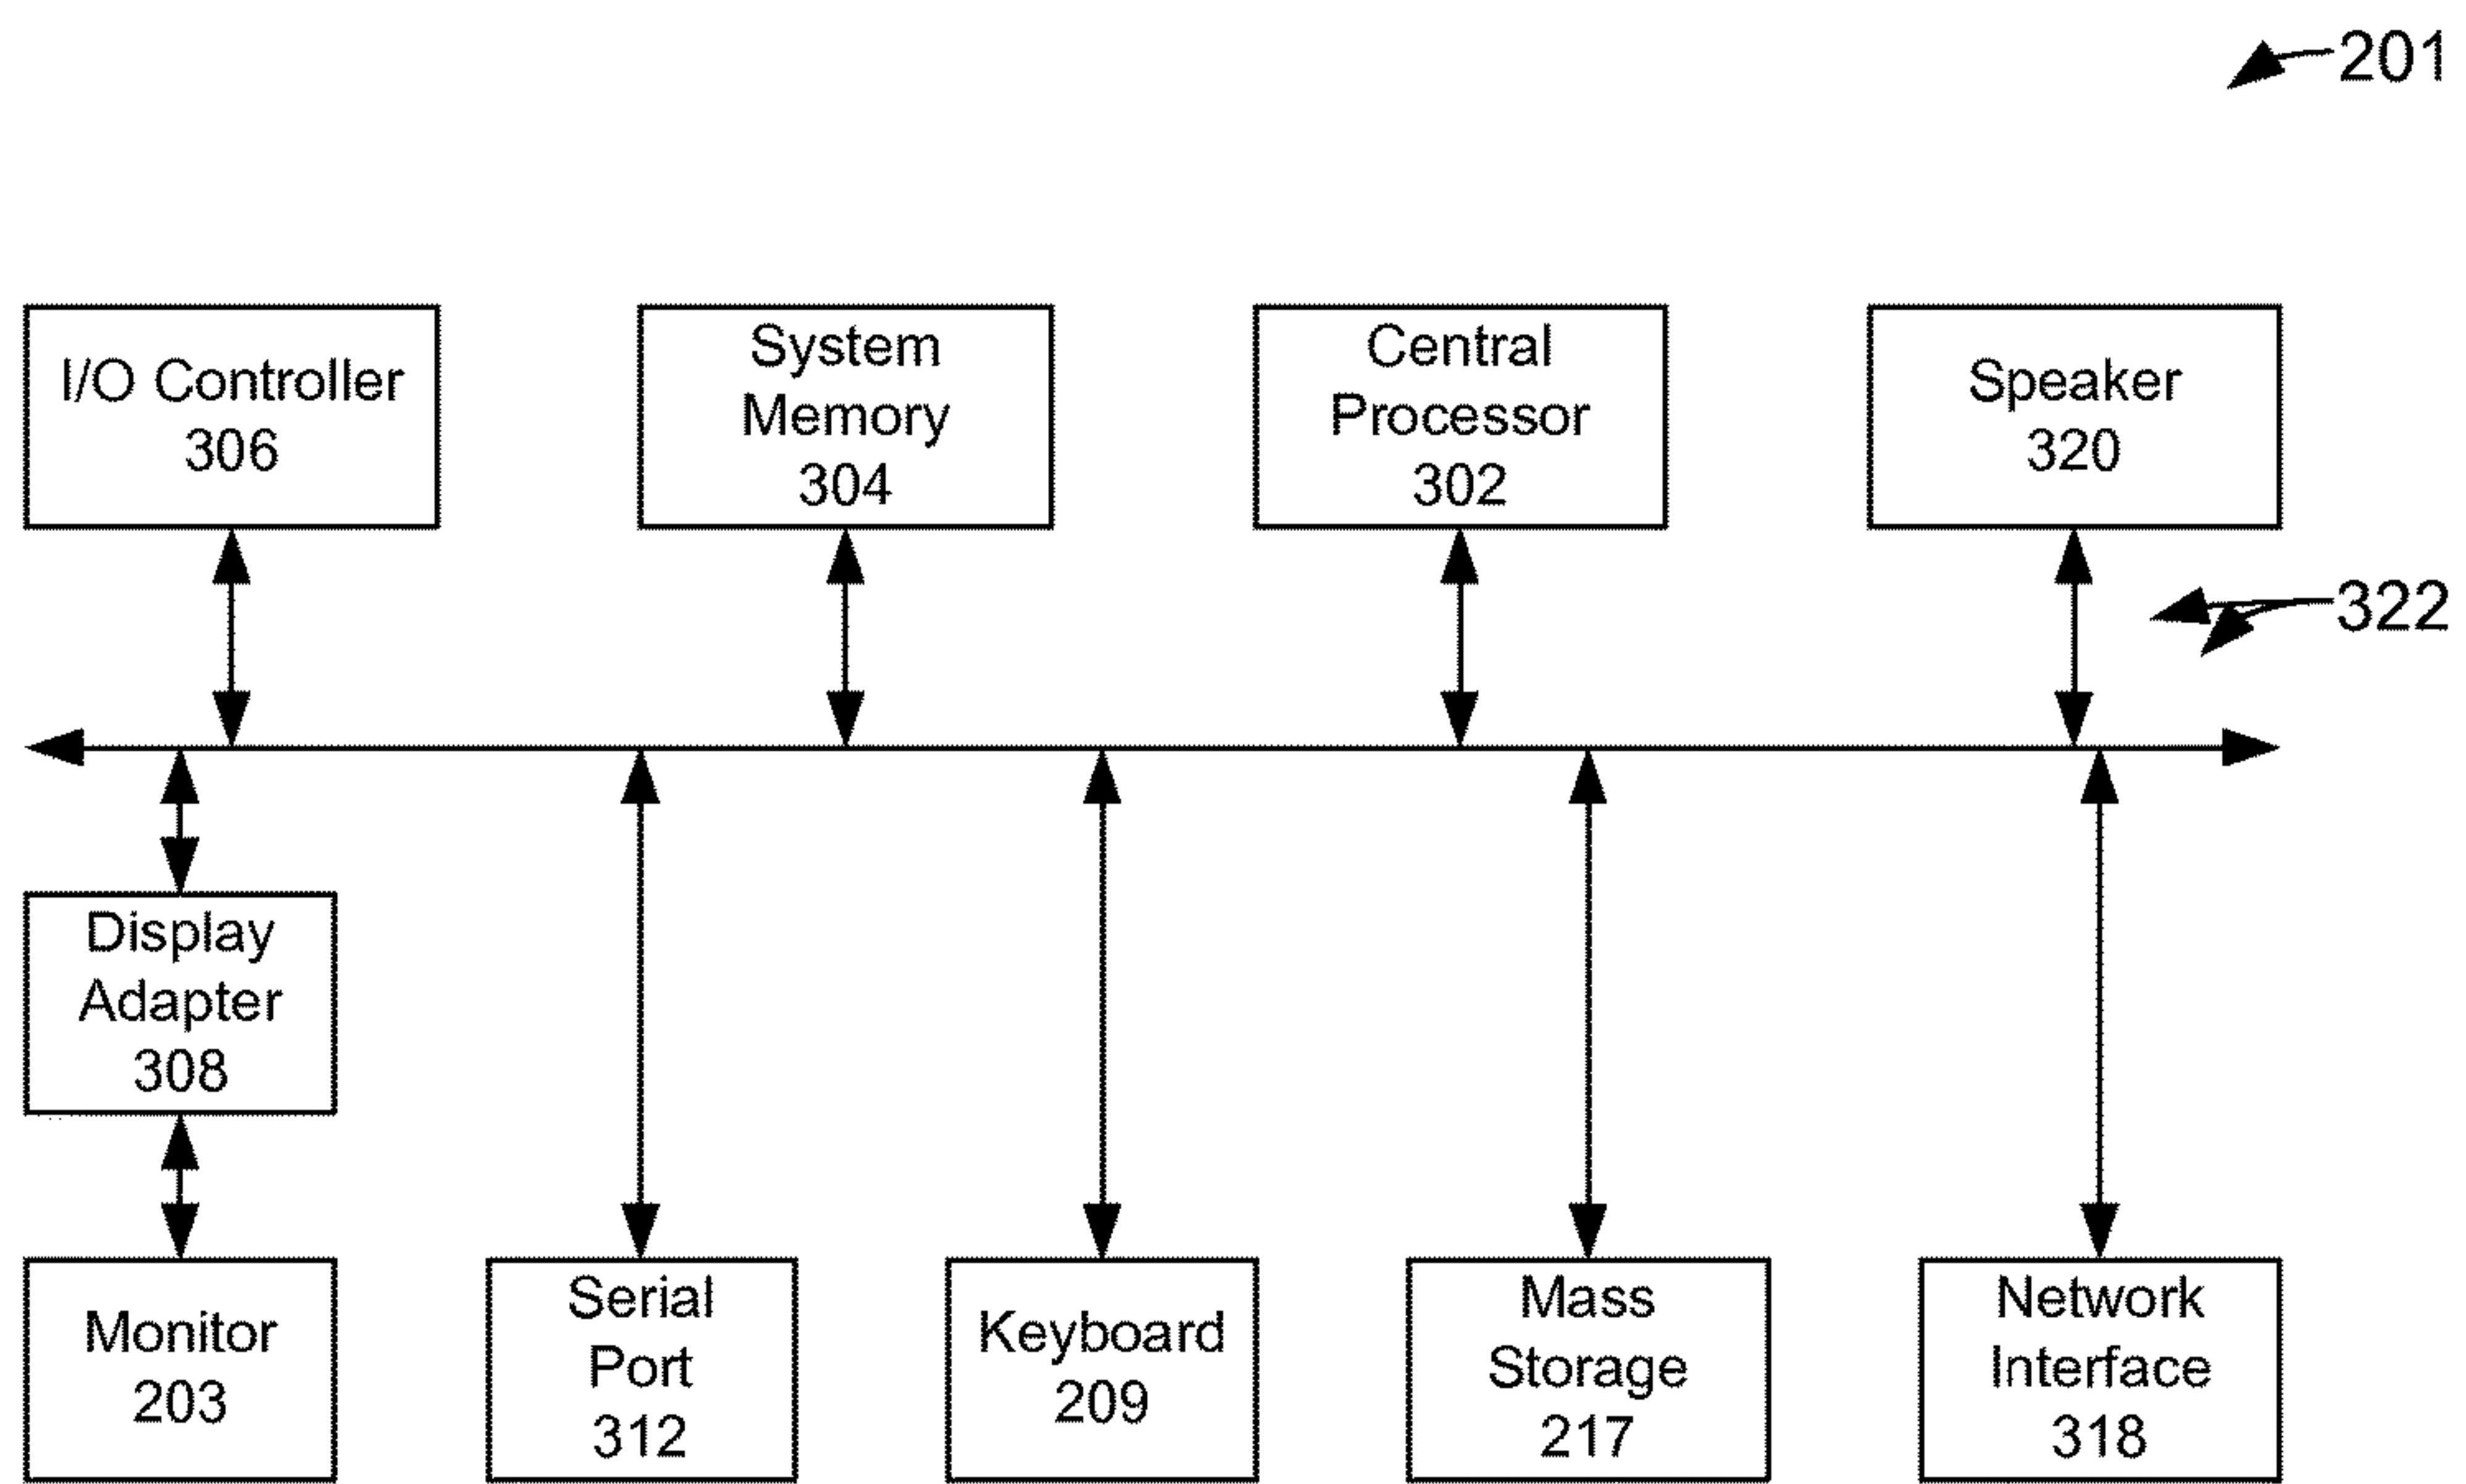 201
I/O Controller
306
System
Memory
304
Central
Processor
302
Speaker
320
322
Display
Adapter
308
Monitor
203
Serial
Port
312
Keyboard
209
Mass
Storage
217
Network
Interface
318